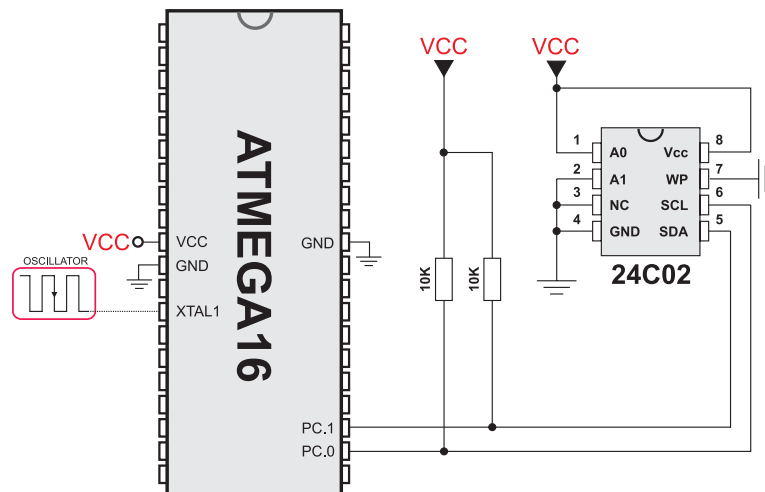 VCC
VCC
ATMEGA16
VCC
VCC
GND
GND
OSCILLATOR
XTAL1
PC.1
PC.0
10K
10K
1
A0
Vcc
8
2
A1
WP
7
3
NC
SCL
6
4
GND
SDA
5
24C02